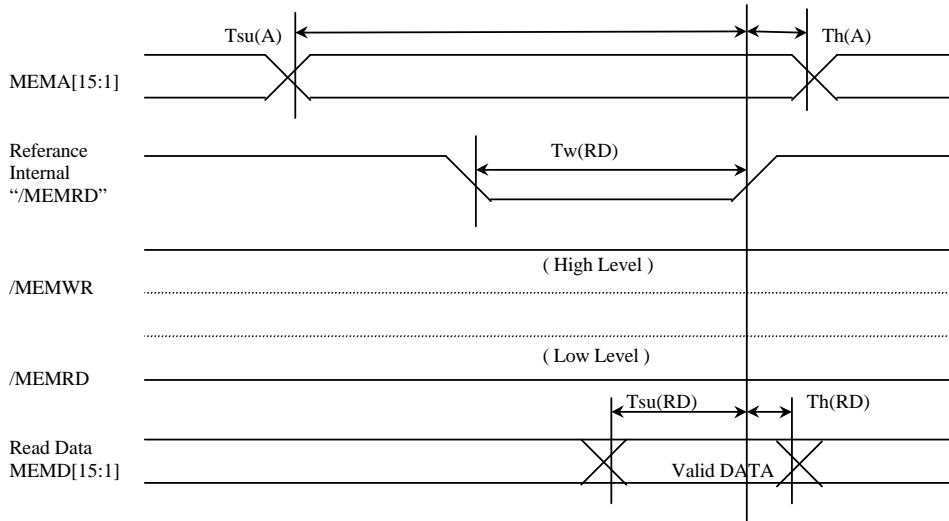 Tsu(A)
Th(A)
MEMA[15:1]
Referance
Internal
“/MEMRD”
Tw(RD)
( High Level )
/MEMWR
( Low Level )
/MEMRD
Tsu(RD)
Th(RD)
Read Data
MEMD[15:1]
Valid DATA